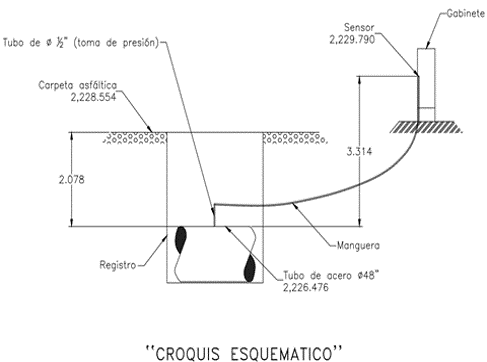 Gabinete
Sensor
2,229.790
Tubo de ø ½" (toma de presión)
Carpeta asfáltica
2,228.554
3.314
2.078
Manguera
Registro
Tubo de acero ø48"
2,226.476
"CROQUIS ESQUEMATICO"